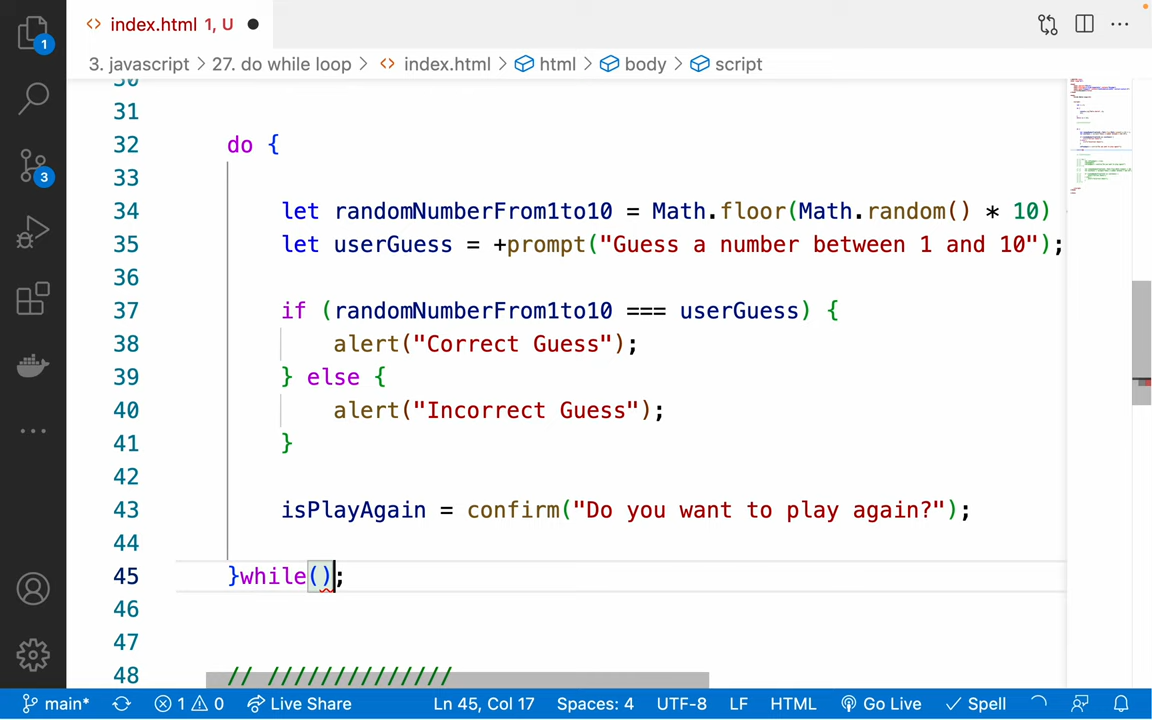 index.html 1, U
3. javascript > 27. do while loop > index.html > html > body > script
1
3
31
32 do {
33
34 let randomNumberFrom1to10 = Math.floor(Math.random() * 10)
35 let userGuess = +prompt("Guess a number between 1 and 10");
36
37 if (randomNumberFrom1to10 === userGuess) {
38 alert("Correct Guess");
39 } else {
40 alert("Incorrect Guess");
41 }
42
43 isPlayAgain = confirm("Do you want to play again?");
44
45 }while();
46
47
48 // //////////////
main* 1 0 Live Share Ln 45, Col 17 Spaces: 4 UTF-8 LF HTML Go Live Spell